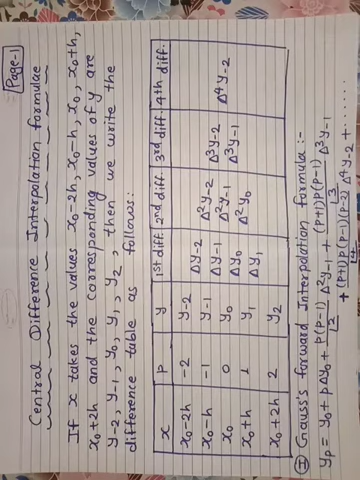 Page-1
Central Difference Interpolation formulae
If x takes the values x₀-2h, x₀-h, x₀, x₀+h,
x₀+2h and the corresponding values of y are
y-2, y-1, y₀, y₁, y₂, then we write the
difference table as follows:
x p y 1st diff. 2nd diff. 3rd diff. 4th diff.
x₀-2h -2 y-2
Δy-2
x₀-h -1 y-1 Δ²y-2
Δy-1 Δ³y-2
x₀ 0 y₀ Δ²y-1 Δ⁴y-2
Δy₀ Δ³y-1
x₀+h 1 y₁ Δ²y₀
Δy₁
x₀+2h 2 y₂
I Gauss's forward Interpolation formula:-
yp = y₀ + pΔy₀ + p(p-1)/|2 Δ²y-1 + (p+1)p(p-1)/|3 Δ³y-1
+ (p+1)p(p-1)(p-2)/|4 Δ⁴y-2 + .......